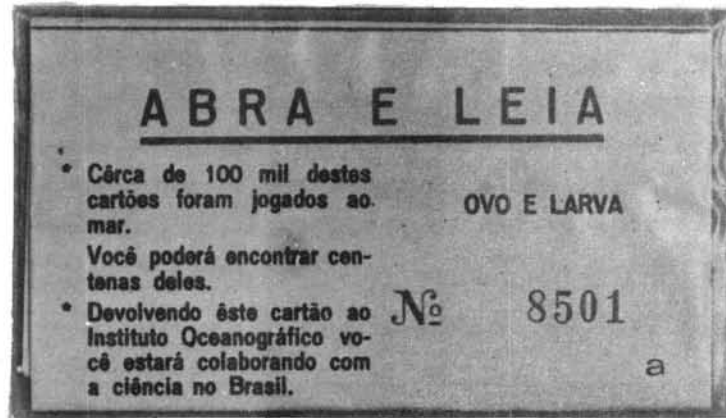 ABRA E LEIA
* Cêrca de 100 mil destes
cartões foram jogados ao
mar.
Você poderá encontrar cen-
tenas deles.
* Devolvendo êste cartão ao
Instituto Oceanográfico vo-
cê estará colaborando com
a ciência no Brasil.
OVO E LARVA
Nº 8501
a